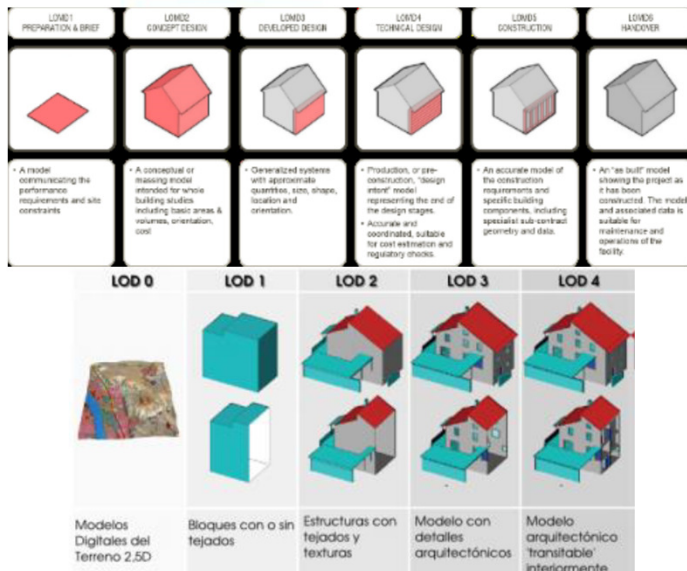 LOMD1
PREPARATION & BRIEF
LOMD2
CONCEPT DESIGN
LOMD3
DEVELOPED DESIGN
LOMD4
TECHNICAL DESIGN
LOMD5
CONSTRUCTION
LOMD6
HANDOVER
• A model
communicating the
performance
requirements and site
constraints
• A conceptual or
massing model
intended for whole
building studies
including basic areas &
volumes, orientation,
cost
• Generalized systems
with approximate
quantities, size, shape,
location and
orientation.
• Production, or pre-
construction, "design
intent" model
representing the end of
the design stages.
• Accurate and
coordinated, suitable
for cost estimation and
regulatory checks.
• An accurate model of
the construction
requirements and
specific building
components, including
specialist sub-contract
geometry and data.
• An "as built" model
showing the project as
it has been
constructed. The model
and associated data is
suitable for
maintenance and
operations of the
facility.
LOD 0
LOD 1
LOD 2
LOD 3
LOD 4
Modelos
Digitales del
Terreno 2,5D
Bloques con o sin
tejados
Estructuras con
tejados y
texturas
Modelo con
detalles
arquitectónicos
Modelo
arquitectónico
'transitable'
interiormente